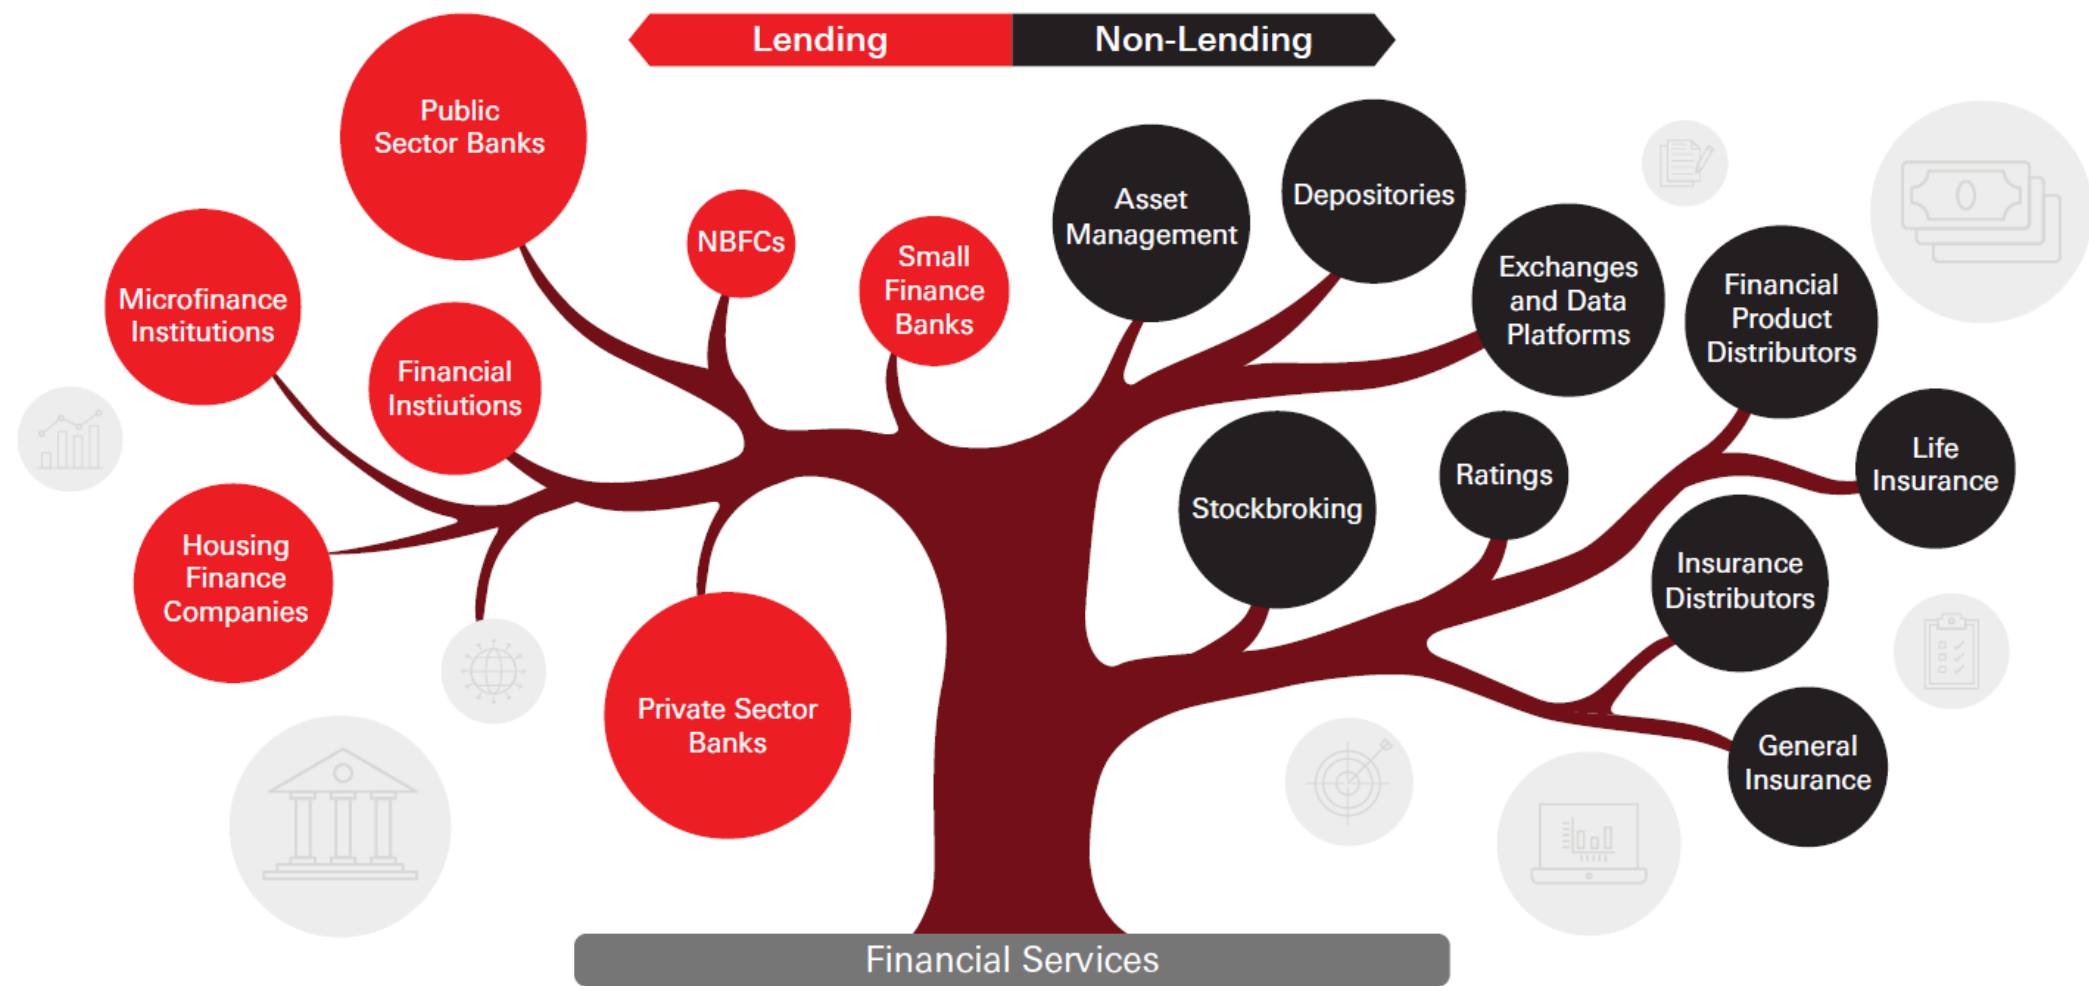 Lending
Non-Lending
Public
Sector Banks
NBFCs
Small
Finance
Banks
Microfinance
Institutions
Financial
Instiutions
Housing
Finance
Companies
Private Sector
Banks
Asset
Management
Depositories
Exchanges
and Data
Platforms
Financial
Product
Distributors
Life
Insurance
Stockbroking
Ratings
Insurance
Distributors
General
Insurance
Financial Services